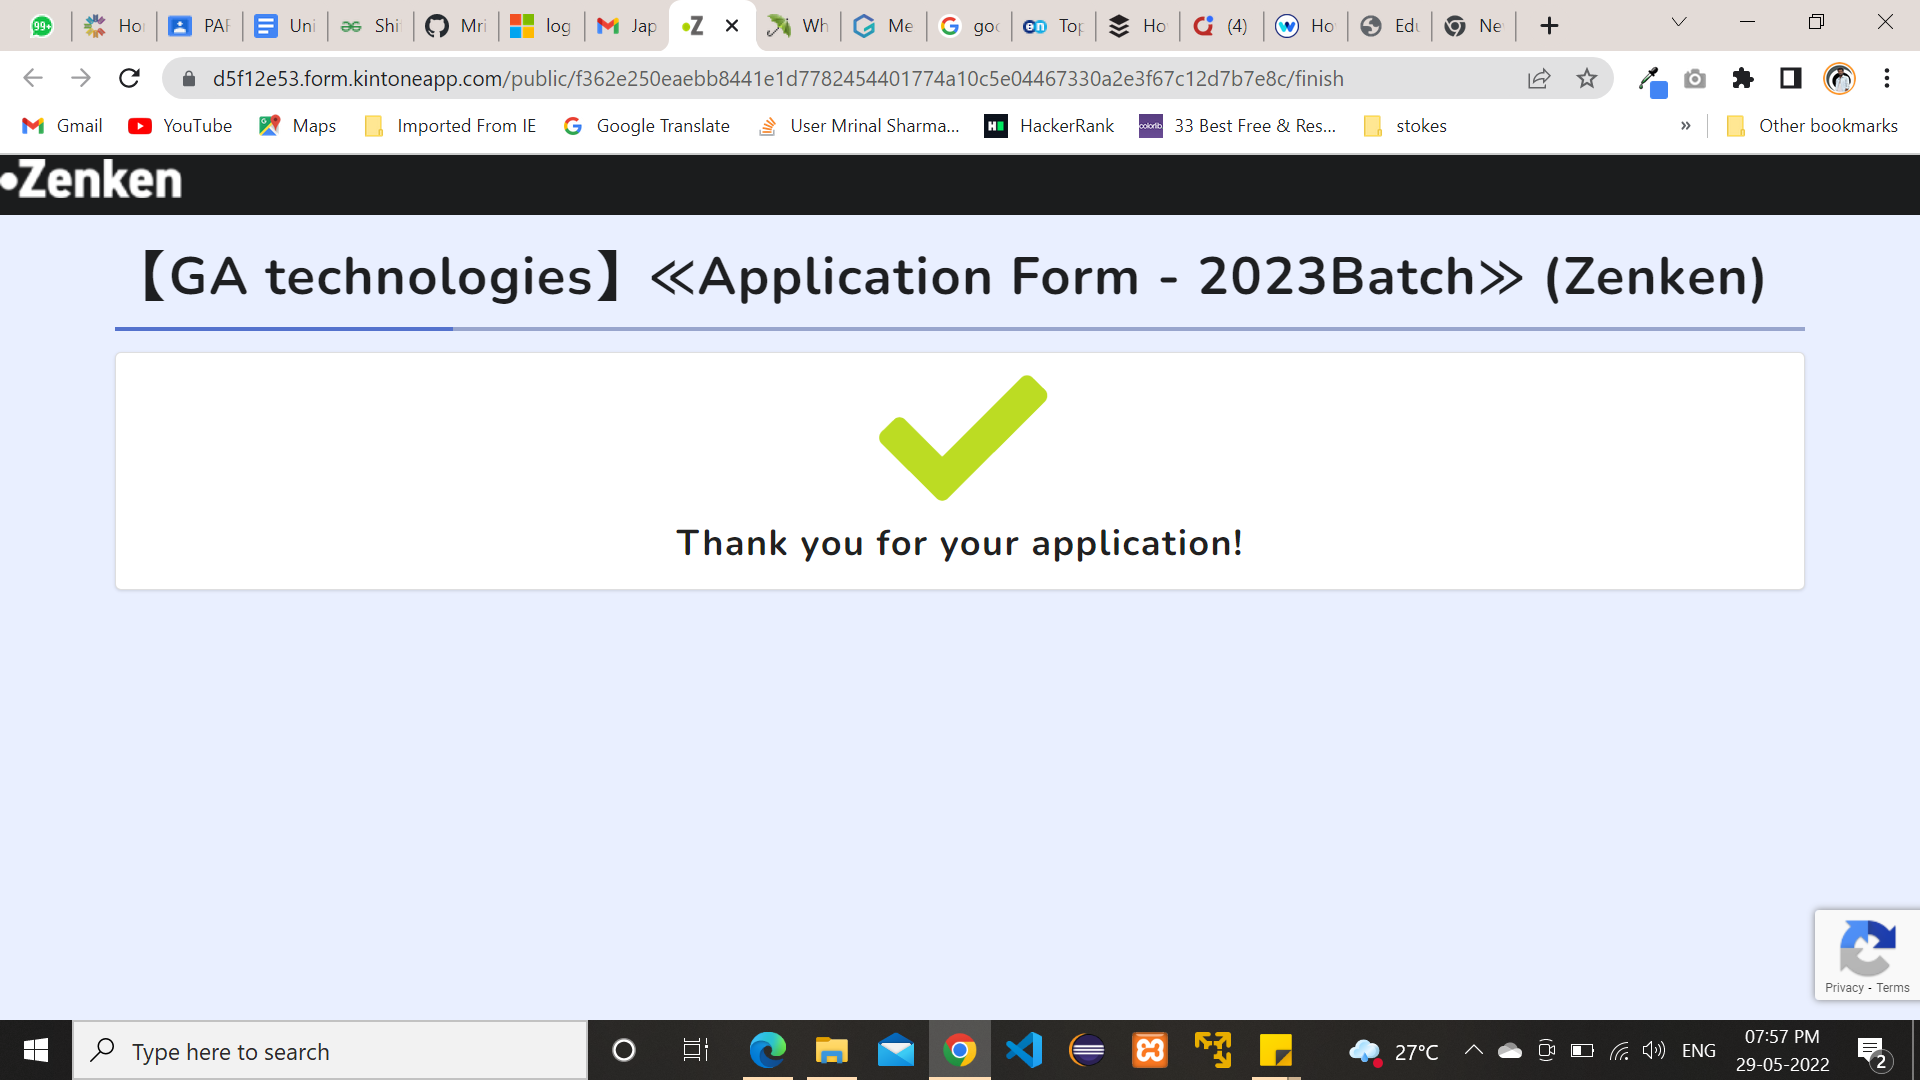 99+
Ho
PAF
Uni
Shi
Mri
log
Jap
Z
Wh
Me
goo
Top
Ho
(4)
Ho
Edu
Ne
d5f12e53.form.kintoneapp.com/public/f362e250eaebb8441e1d7782454401774a10c5e04467330a2e3f67c12d7b7e8c/finish
Gmail
YouTube
Maps
Imported From IE
Google Translate
User Mrinal Sharma...
HackerRank
33 Best Free & Res...
stokes
»
Other bookmarks
•Zenken
【GA technologies】≪Application Form - 2023Batch≫ (Zenken)
Thank you for your application!
Privacy - Terms
Type here to search
27°C
ENG
07:57 PM
29-05-2022
2